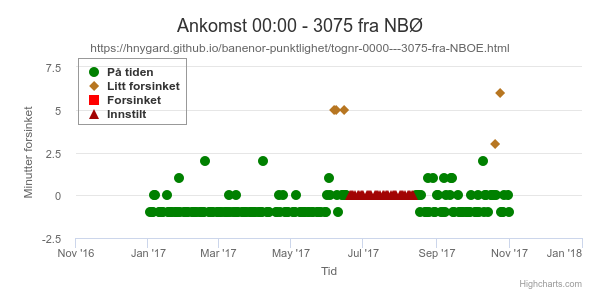 Ankomst 00:00 - 3075 fra NBØ
https://hnygard.github.io/banenor-punktlighet/tognr-0000---3075-fra-NBOE.html
På tiden
Litt forsinket
Forsinket
Innstilt
Minutter forsinket
7.5
5
2.5
0
-2.5
Nov '16
Jan '17
Mar '17
May '17
Jul '17
Sep '17
Nov '17
Jan '18
Tid
Highcharts.com